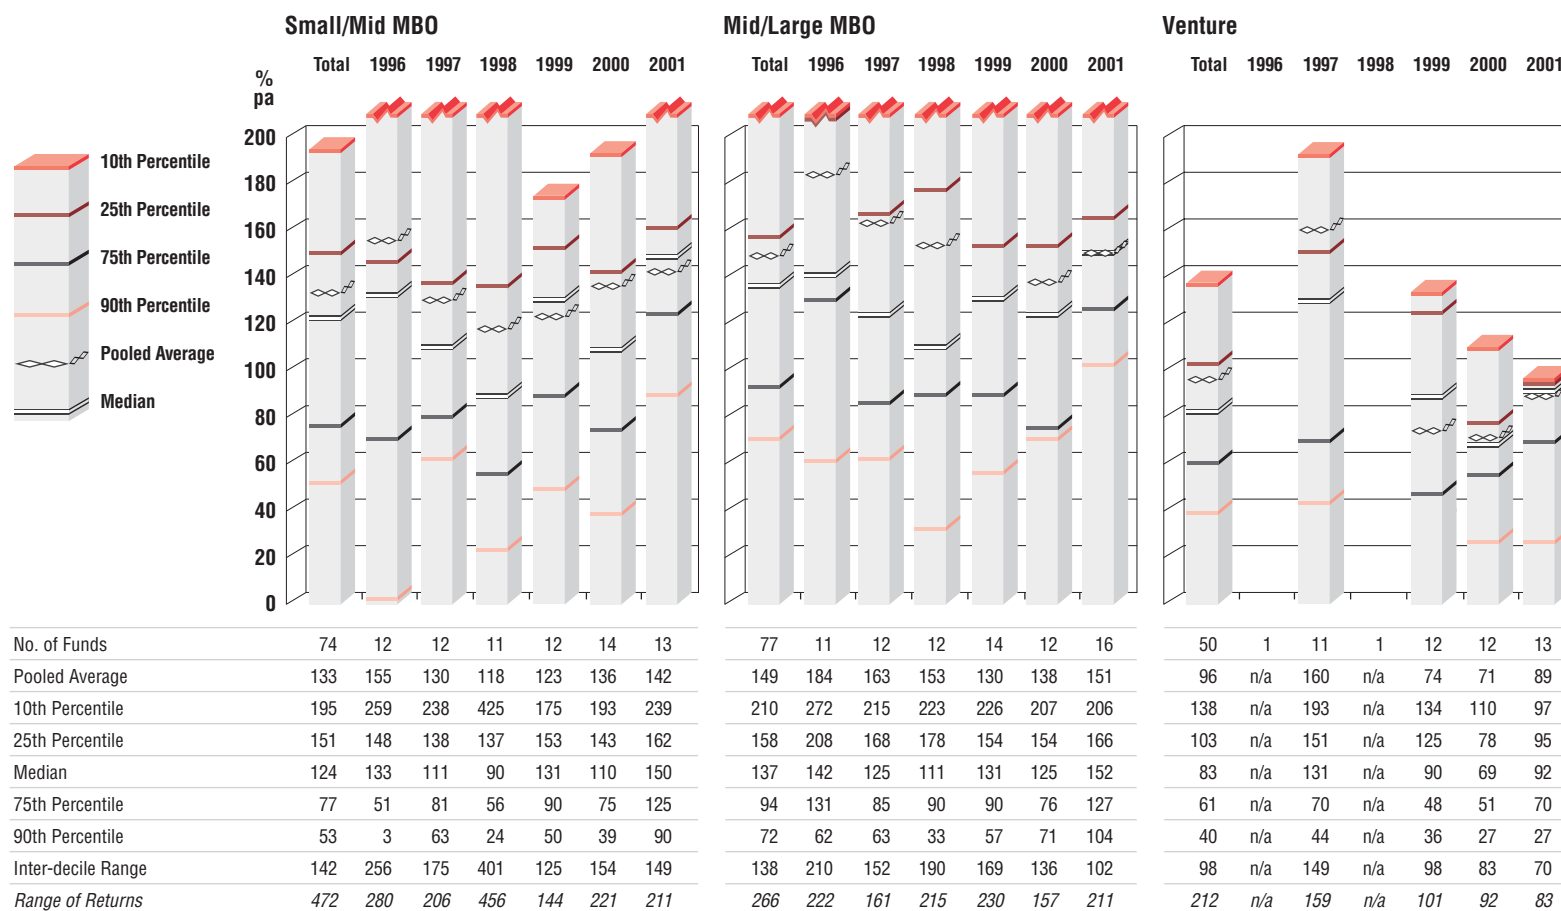 Small/Mid MBO Mid/Large MBO Venture
Total 1996 1997 1998 1999 2000 2001 Total 1996 1997 1998 1999 2000 2001 Total 1996 1997 1998 1999 2000 2001
%
pa
200
180
160
140
120
100
80
60
40
20
0
10th Percentile
25th Percentile
75th Percentile
90th Percentile
Pooled Average
Median
No. of Funds 74 12 12 11 12 14 13 77 11 12 12 14 12 16 50 1 11 1 12 12 13
Pooled Average 133 155 130 118 123 136 142 149 184 163 153 130 138 151 96 n/a 160 n/a 74 71 89
10th Percentile 195 259 238 425 175 193 239 210 272 215 223 226 207 206 138 n/a 193 n/a 134 110 97
25th Percentile 151 148 138 137 153 143 162 158 208 168 178 154 154 166 103 n/a 151 n/a 125 78 95
Median 124 133 111 90 131 110 150 137 142 125 111 131 125 152 83 n/a 131 n/a 90 69 92
75th Percentile 77 51 81 56 90 75 125 94 131 85 90 90 76 127 61 n/a 70 n/a 48 51 70
90th Percentile 53 3 63 24 50 39 90 72 62 63 33 57 71 104 40 n/a 44 n/a 36 27 27
Inter-decile Range 142 256 175 401 125 154 149 138 210 152 190 169 136 102 98 n/a 149 n/a 98 83 70
Range of Returns 472 280 206 456 144 221 211 266 222 161 215 230 157 211 212 n/a 159 n/a 101 92 83